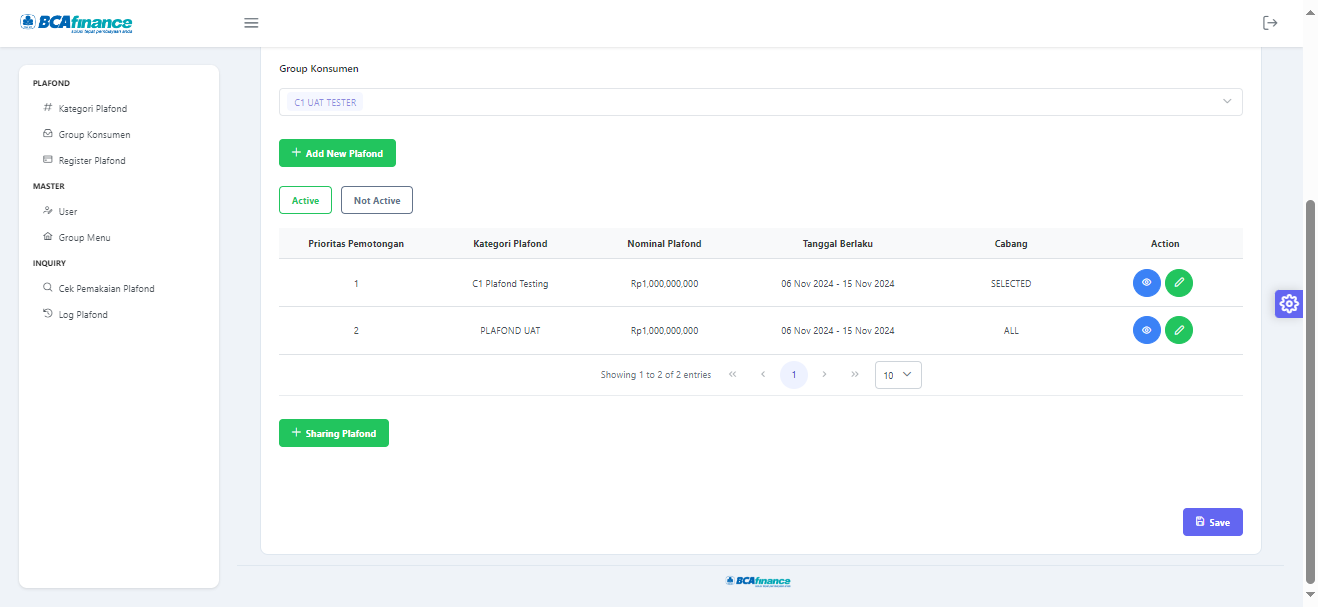 BCAfinance
solusi tepat pembiayaan anda
PLAFOND
Kategori Plafond
Group Konsumen
Register Plafond
MASTER
User
Group Menu
INQUIRY
Cek Pemakaian Plafond
Log Plafond
Group Konsumen
C1 UAT TESTER
+ Add New Plafond
Active Not Active
Prioritas Pemotongan Kategori Plafond Nominal Plafond Tanggal Berlaku Cabang Action
1 C1 Plafond Testing Rp1,000,000,000 06 Nov 2024 - 15 Nov 2024 SELECTED
2 PLAFOND UAT Rp1,000,000,000 06 Nov 2024 - 15 Nov 2024 ALL
Showing 1 to 2 of 2 entries « ‹ 1 › » 10
+ Sharing Plafond
Save
BCAfinance